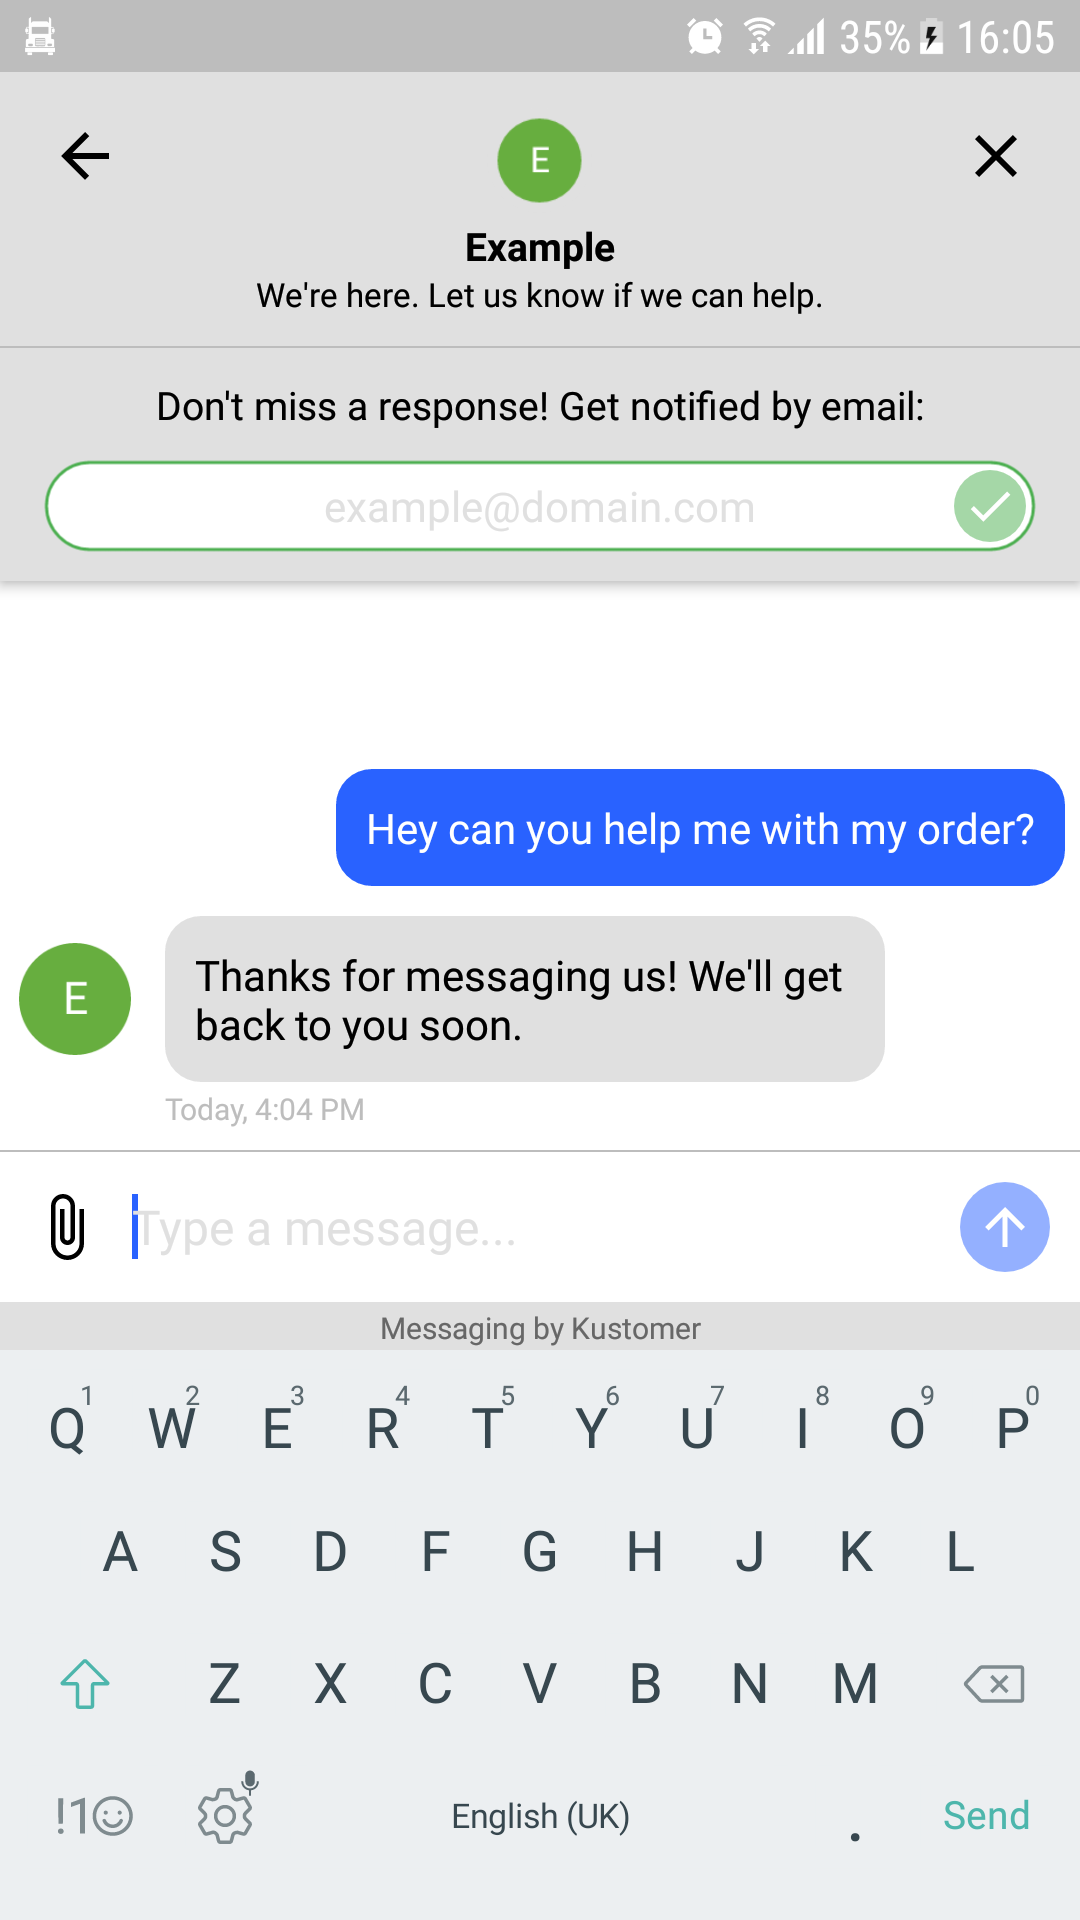 35% 16:05
E
Example
We're here. Let us know if we can help.
Don't miss a response! Get notified by email:
example@domain.com
Hey can you help me with my order?
E
Thanks for messaging us! We'll get
back to you soon.
Today, 4:04 PM
Type a message...
Messaging by Kustomer
1 2 3 4 5 6 7 8 9 0
Q W E R T Y U I O P
A S D F G H J K L
Z X C V B N M
!1 English (UK) . Send